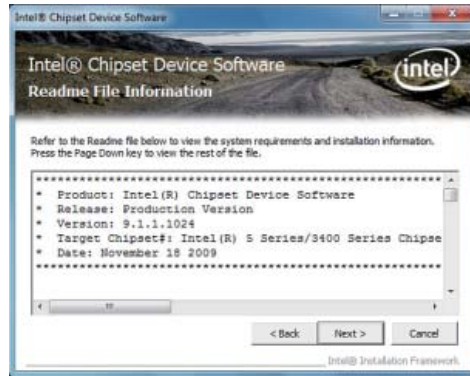 Intel® Chipset Device Software
Intel® Chipset Device Software
intel
Readme File Information
Refer to the Readme file below to view the system requirements and installation information.
Press the Page Down key to view the rest of the file.
********************************************************
* Product: Intel(R) Chipset Device Software
* Release: Production Version
* Version: 9.1.1.1024
* Target Chipset#: Intel(R) 5 Series/3400 Series Chipse
* Date: November 18 2009
********************************************************
< Back Next > Cancel
Intel® Installation Framework